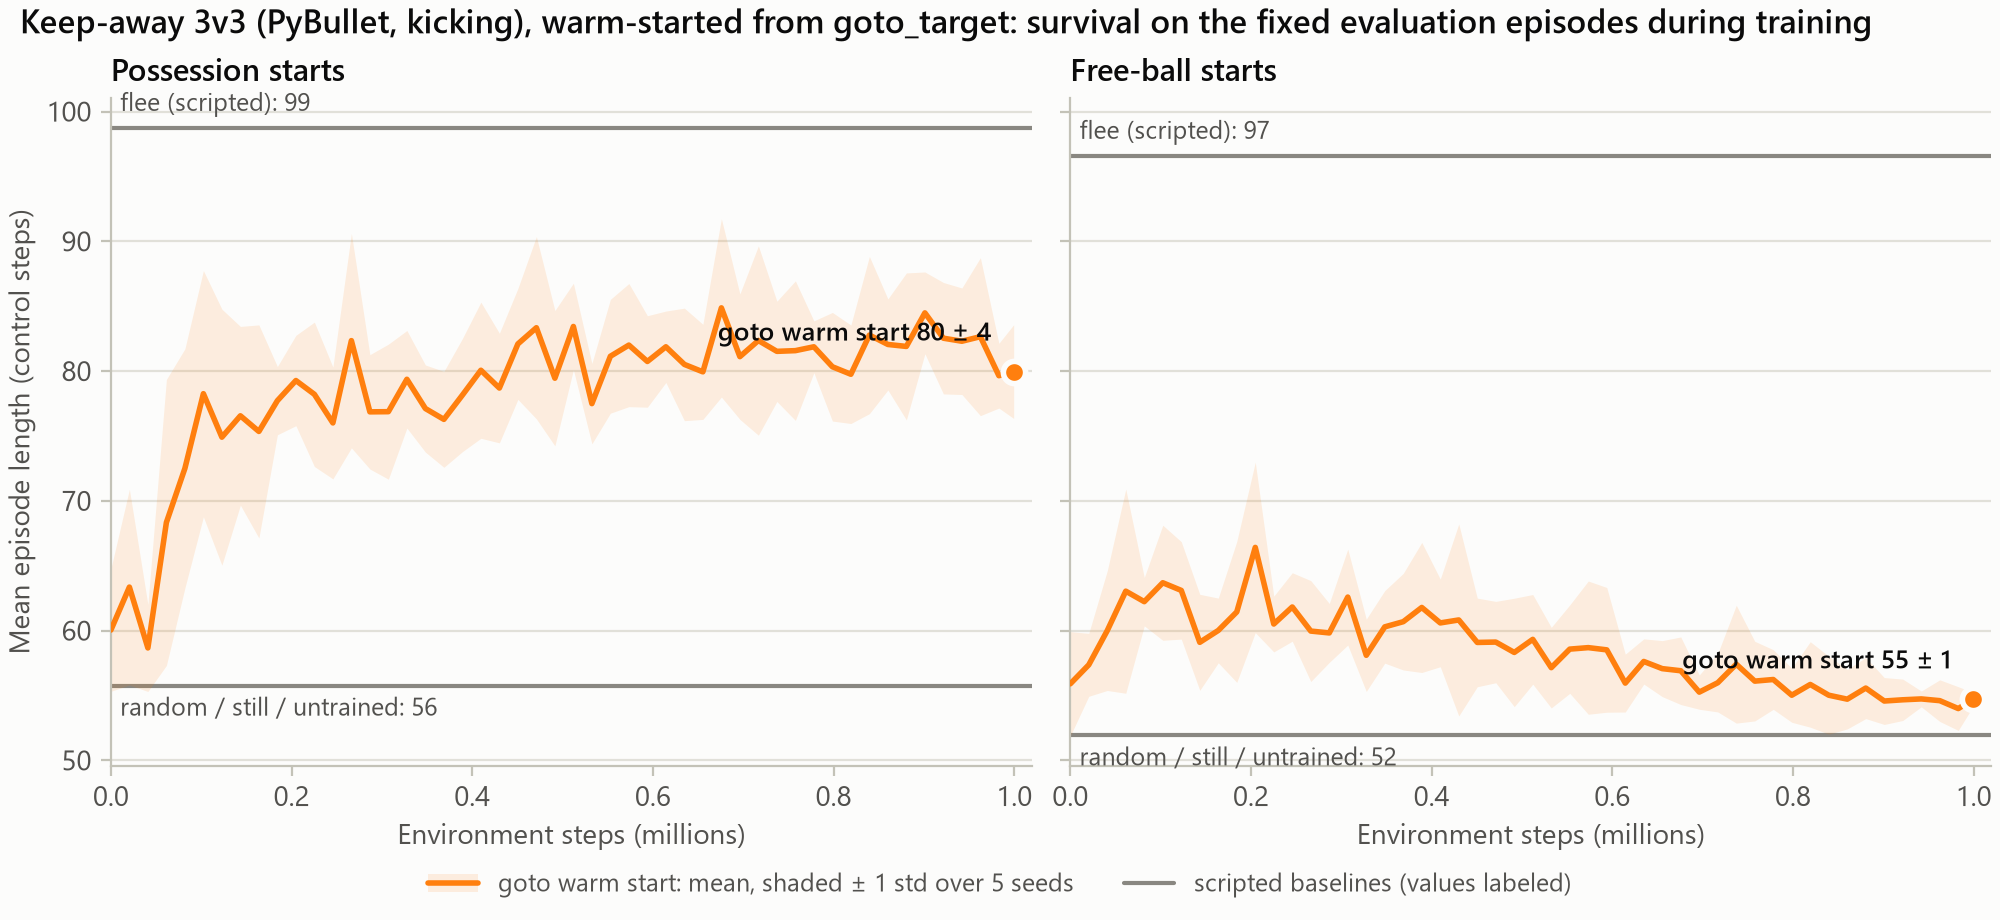 Keep-away 3v3 (PyBullet, kicking), warm-started from goto_target: survival on the fixed evaluation episodes during training
Possession starts
flee (scripted): 99
goto warm start 80 ± 4
random / still / untrained: 56
Mean episode length (control steps)
100
90
80
70
60
50
0.0 0.2 0.4 0.6 0.8 1.0
Environment steps (millions)
Free-ball starts
flee (scripted): 97
goto warm start 55 ± 1
random / still / untrained: 52
0.0 0.2 0.4 0.6 0.8 1.0
Environment steps (millions)
goto warm start: mean, shaded ± 1 std over 5 seeds
scripted baselines (values labeled)